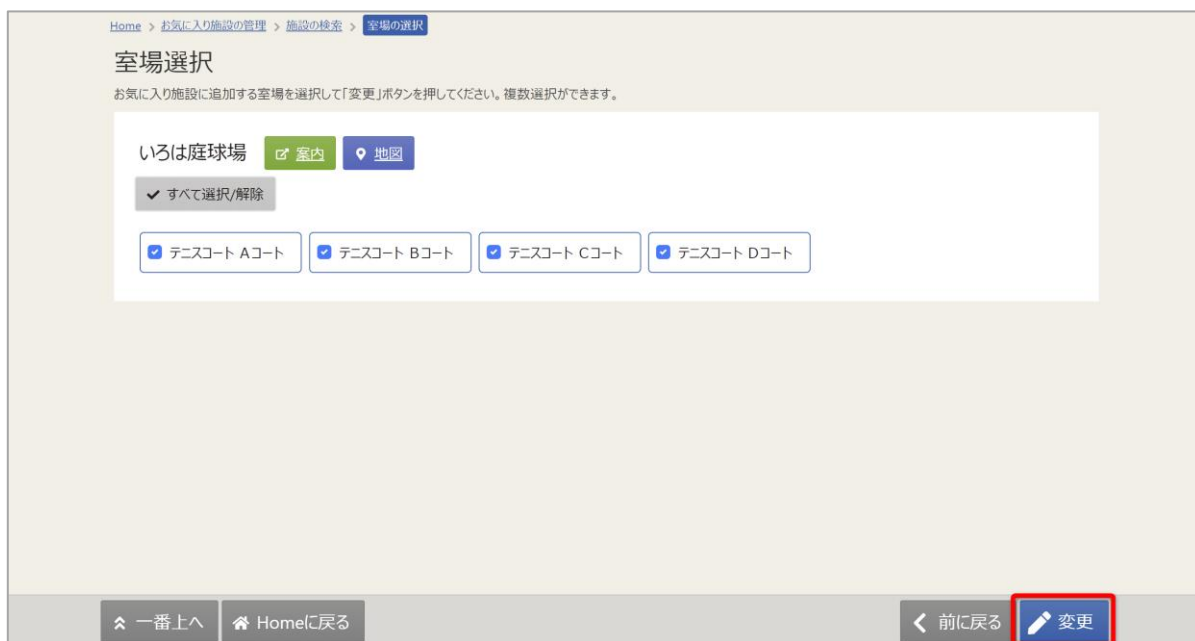 Home > お気に入り施設の管理 > 施設の検索 > 室場の選択
室場選択
お気に入り施設に追加する室場を選択して「変更」ボタンを押してください。複数選択ができます。
いろは庭球場 案内 地図
すべて選択/解除
テニスコート Aコート テニスコート Bコート テニスコート Cコート テニスコート Dコート
一番上へ Homeに戻る 前に戻る 変更